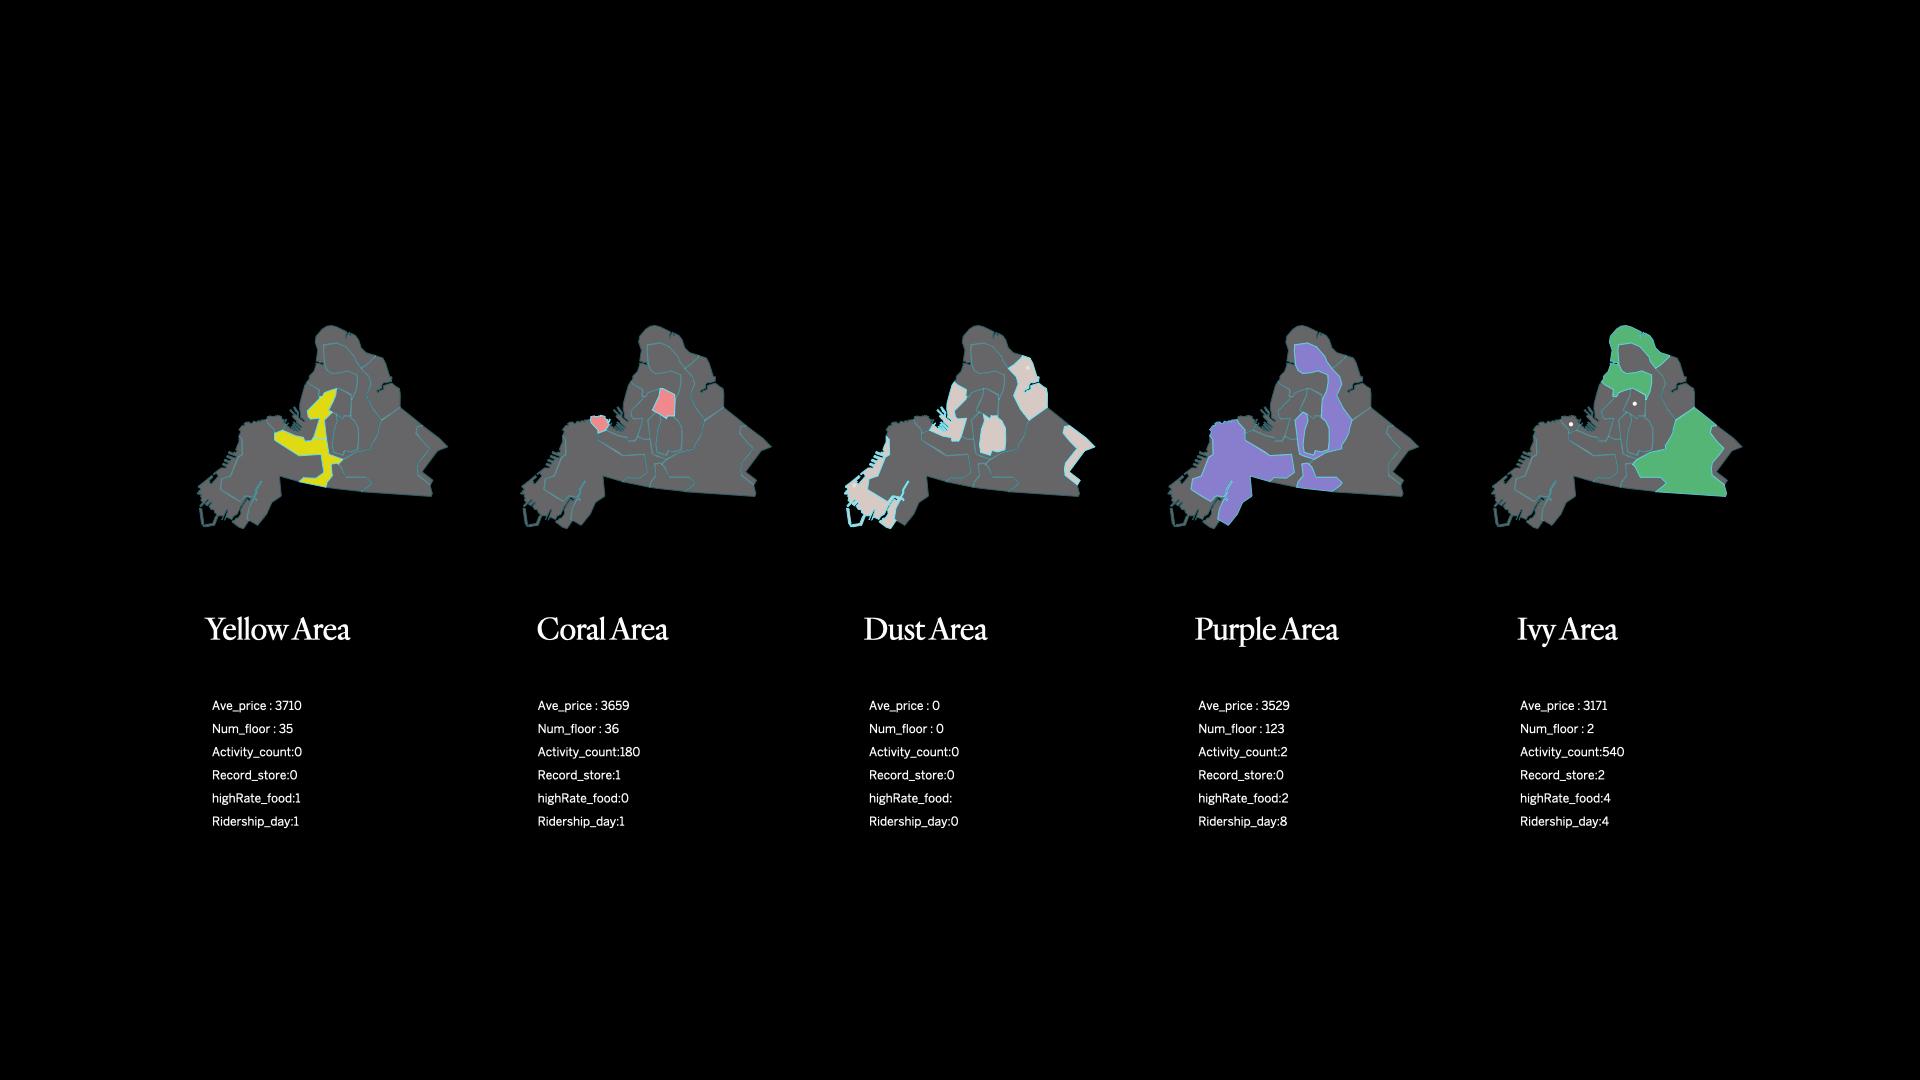 Yellow Area
Ave_price : 3710
Num_floor : 35
Activity_count:0
Record_store:0
highRate_food:1
Ridership_day:1
Coral Area
Ave_price : 3659
Num_floor : 36
Activity_count:180
Record_store:1
highRate_food:0
Ridership_day:1
Dust Area
Ave_price : 0
Num_floor : 0
Activity_count:0
Record_store:0
highRate_food:
Ridership_day:0
Purple Area
Ave_price : 3529
Num_floor : 123
Activity_count:2
Record_store:0
highRate_food:2
Ridership_day:8
Ivy Area
Ave_price : 3171
Num_floor : 2
Activity_count:540
Record_store:2
highRate_food:4
Ridership_day:4